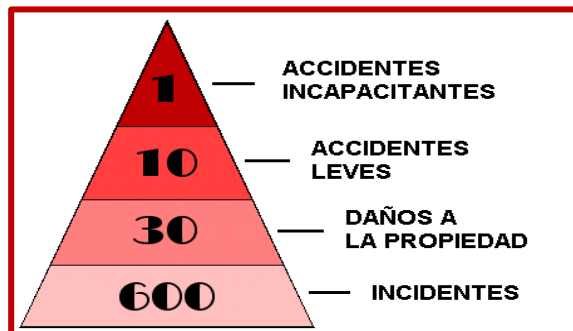 1
ACCIDENTES
INCAPACITANTES
10
ACCIDENTES
LEVES
30
DAÑOS A
LA PROPIEDAD
600
INCIDENTES